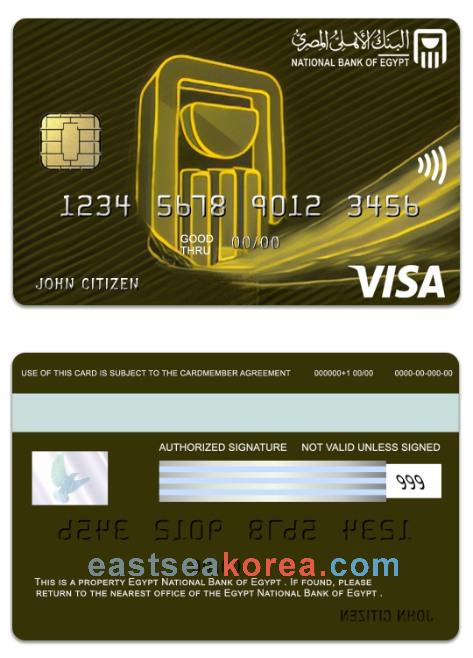 البنك الأهلي المصري
NATIONAL BANK OF EGYPT
1234 5678 9012 3456
GOOD
THRU 00/00
JOHN CITIZEN
VISA
USE OF THIS CARD IS SUBJECT TO THE CARDMEMBER AGREEMENT 000000+1 00/00 0000-00-000-00
AUTHORIZED SIGNATURE NOT VALID UNLESS SIGNED
999
1234 5678 9012 3456
eastseakorea.com
THIS IS A PROPERTY EGYPT NATIONAL BANK OF EGYPT . IF FOUND, PLEASE
RETURN TO THE NEAREST OFFICE OF THE EGYPT NATIONAL BANK OF EGYPT .
JOHN CITIZEN